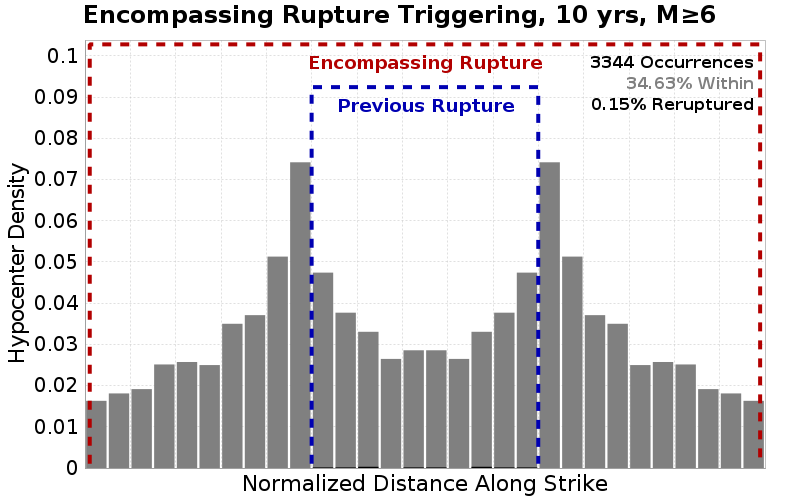 Encompassing Rupture Triggering, 10 yrs, M≥6
Encompassing Rupture
3344 Occurrences
34.63% Within
0.15% Reruptured
Previous Rupture
Hypocenter Density
0.1
0.09
0.08
0.07
0.06
0.05
0.04
0.03
0.02
0.01
0
Normalized Distance Along Strike